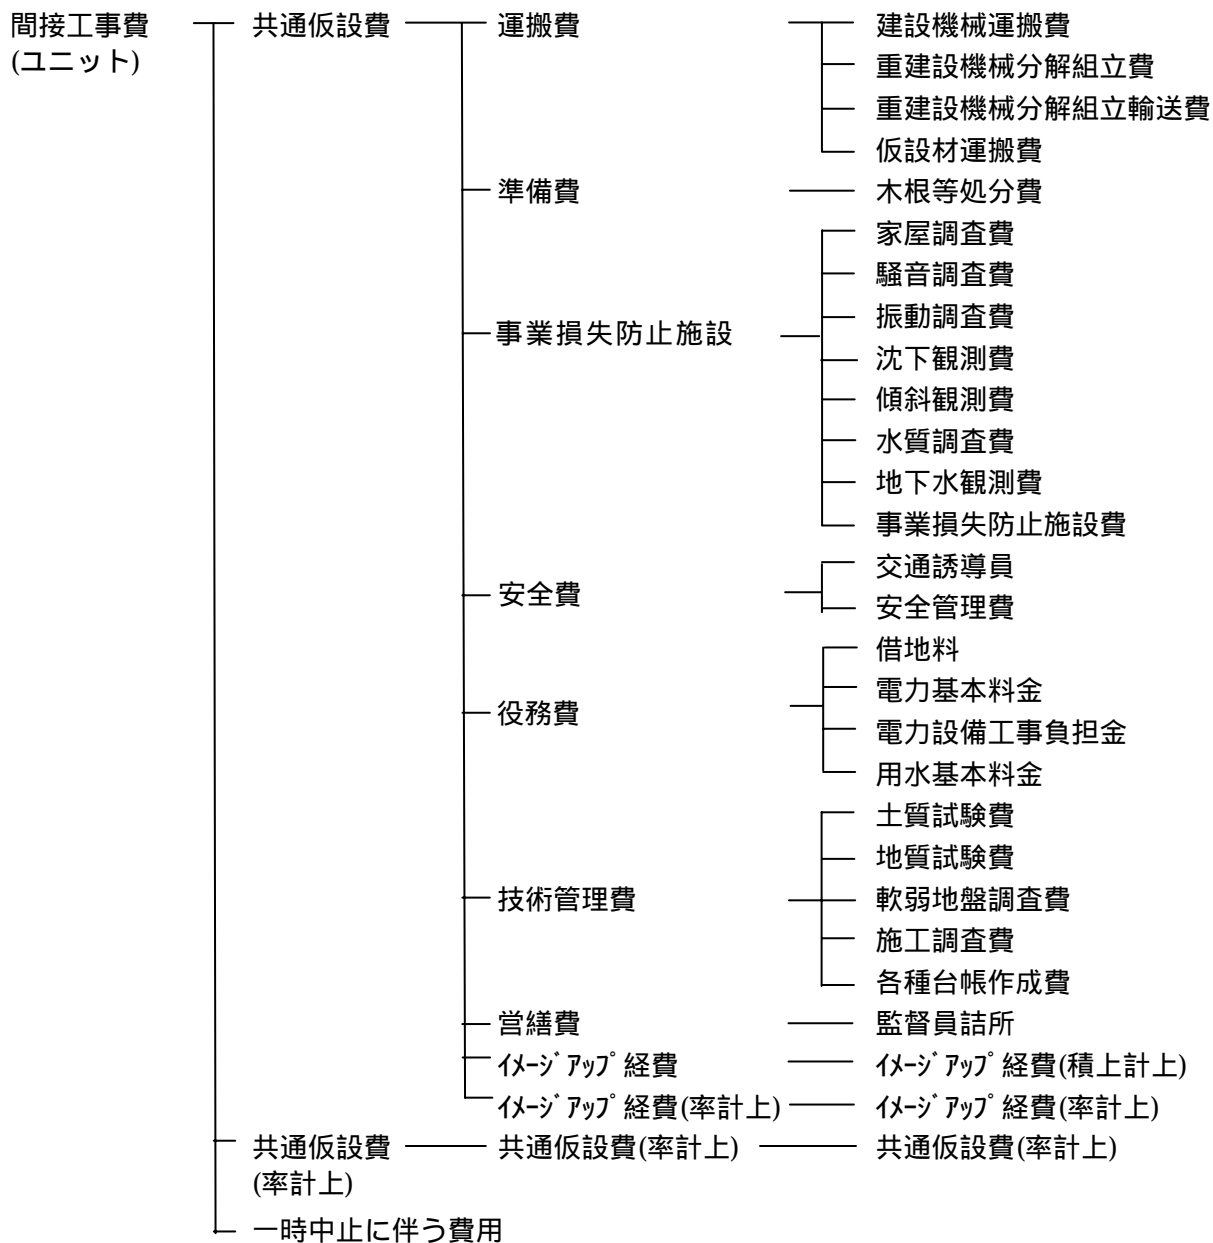 間接工事費 共通仮設費 運搬費 建設機械運搬費
(ユニット) 重建設機械分解組立費
重建設機械分解組立輸送費
仮設材運搬費
準備費 木根等処分費
家屋調査費
騒音調査費
振動調査費
事業損失防止施設
沈下観測費
傾斜観測費
水質調査費
地下水観測費
事業損失防止施設費
交通誘導員
安全費
安全管理費
借地料
電力基本料金
役務費
電力設備工事負担金
用水基本料金
土質試験費
地質試験費
技術管理費 軟弱地盤調査費
施工調査費
各種台帳作成費
営繕費 監督員詰所
ｲﾒｰｼﾞｱｯﾌﾟ経費 ｲﾒｰｼﾞｱｯﾌﾟ経費(積上計上)
ｲﾒｰｼﾞｱｯﾌﾟ経費(率計上) ｲﾒｰｼﾞｱｯﾌﾟ経費(率計上)
共通仮設費 共通仮設費(率計上) 共通仮設費(率計上)
(率計上)
一時中止に伴う費用